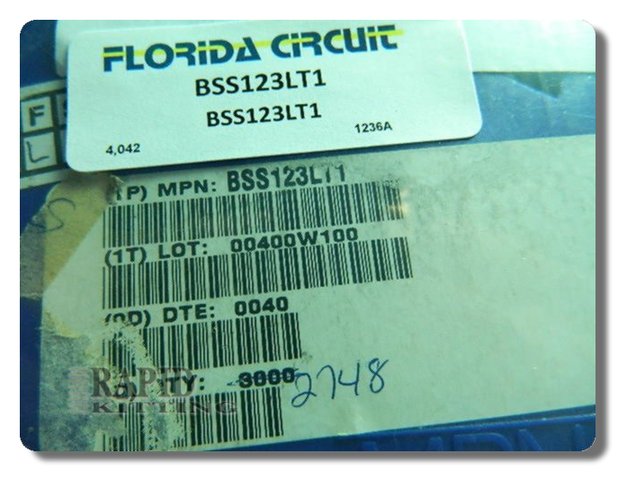 FLORIDA CIRCUIT
BSS123LT1
BSS123LT1
4,042
1236A
F
L
S
(1P) MPN: BSS123LT1
(1T) LOT: 00400W100
(9D) DTE: 0040
3000 2748
RAPID
KITTING